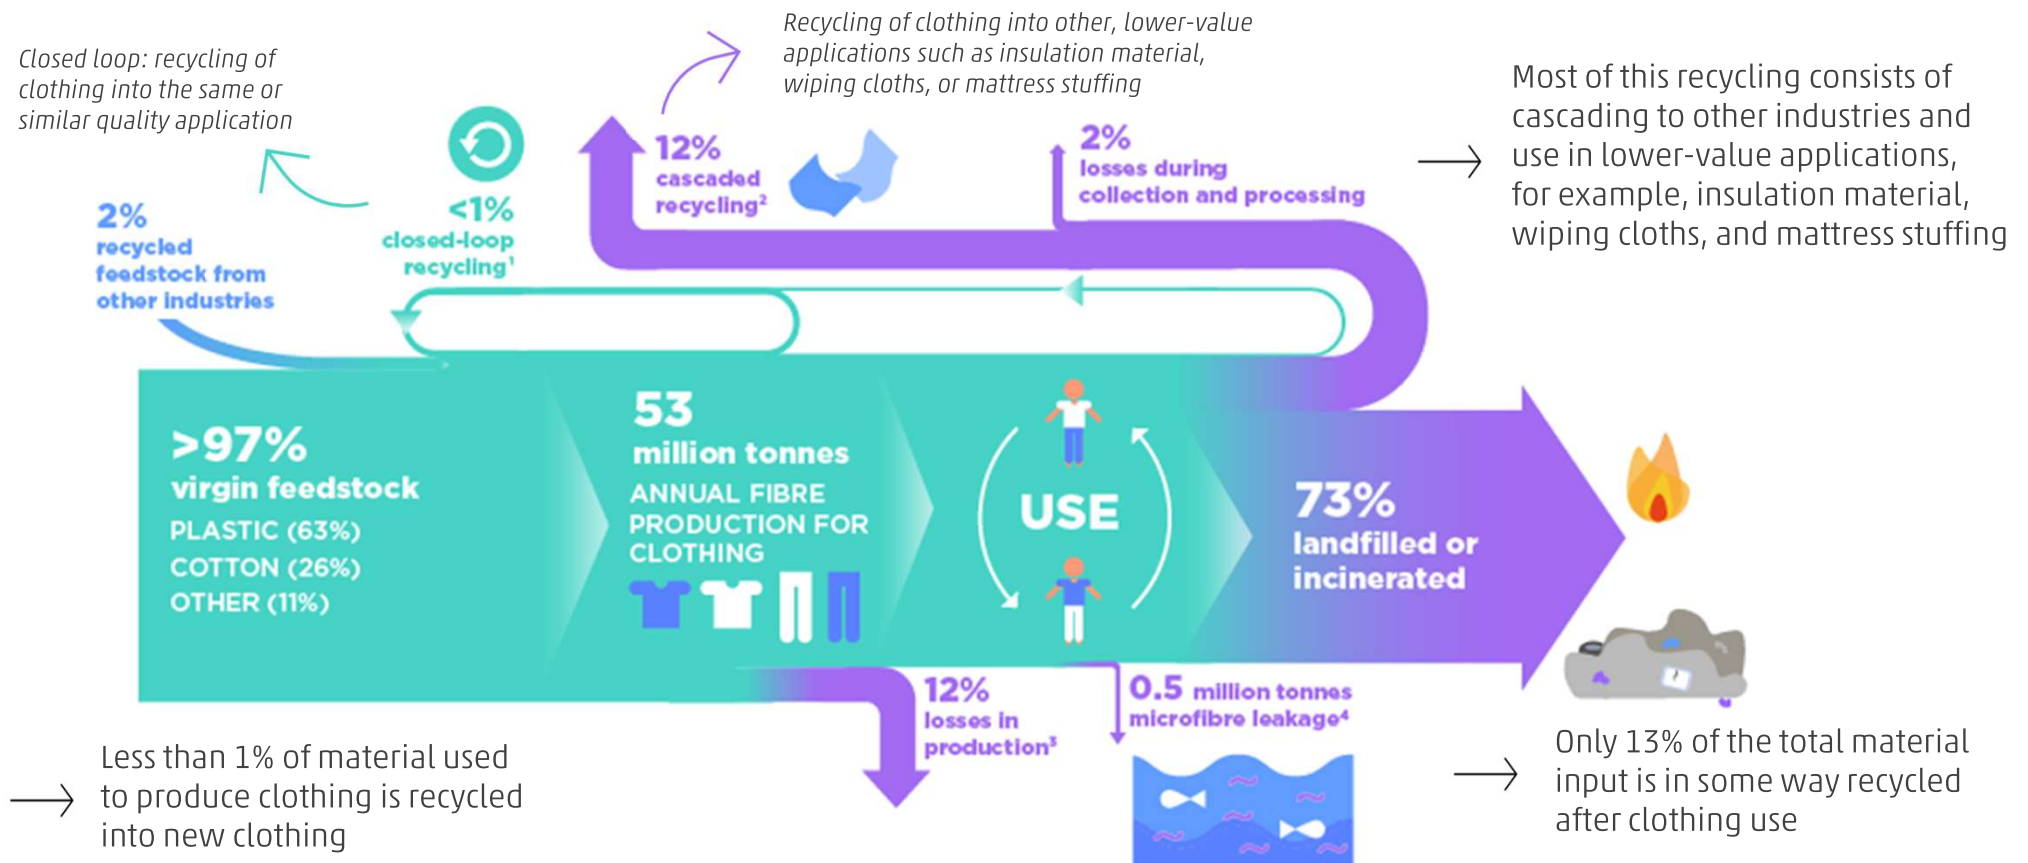 Closed loop: recycling of
clothing into the same or
similar quality application
Recycling of clothing into other, lower-value
applications such as insulation material,
wiping cloths, or mattress stuffing
Most of this recycling consists of
cascading to other industries and
use in lower-value applications,
for example, insulation material,
wiping cloths, and mattress stuffing
2%
recycled
feedstock from
other industries
<1%
closed-loop
recycling¹
12%
cascaded
recycling²
2%
losses during
collection and processing
>97%
virgin feedstock
PLASTIC (63%)
COTTON (26%)
OTHER (11%)
53
million tonnes
ANNUAL FIBRE
PRODUCTION FOR
CLOTHING
USE
73%
landfilled or
incinerated
12%
losses in
production³
0.5 million tonnes
microfibre leakage⁴
Less than 1% of material used
to produce clothing is recycled
into new clothing
Only 13% of the total material
input is in some way recycled
after clothing use